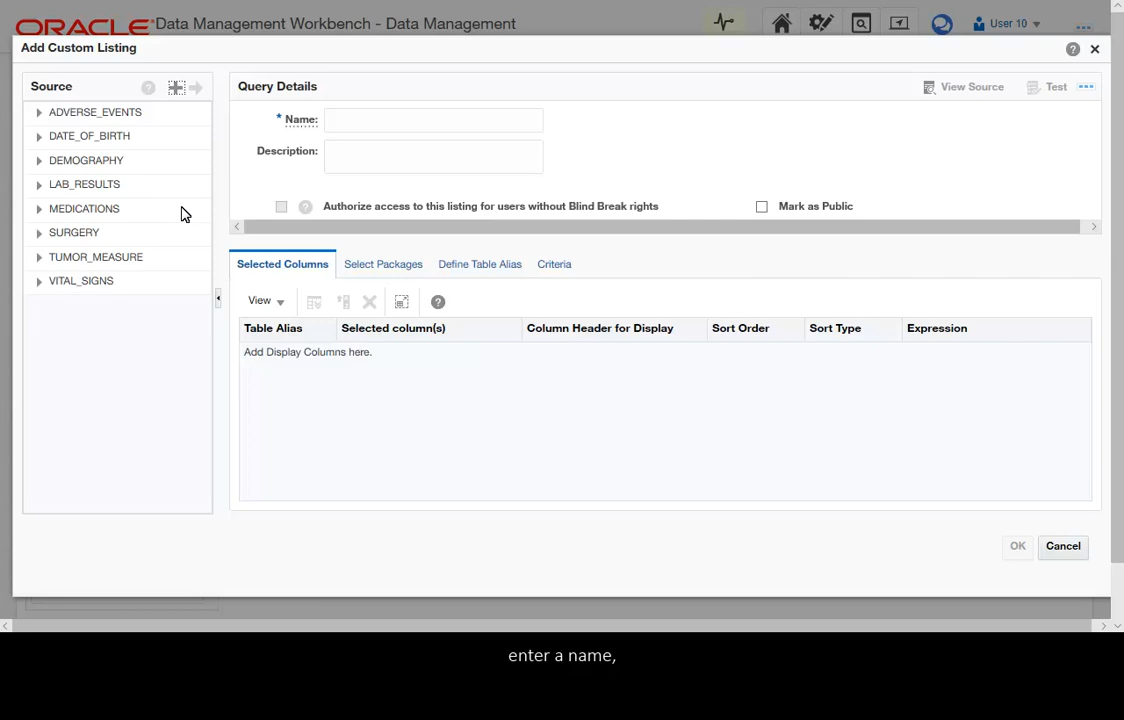 ORACLE Data Management Workbench - Data Management
User 10
Add Custom Listing
Source
ADVERSE_EVENTS
DATE_OF_BIRTH
DEMOGRAPHY
LAB_RESULTS
MEDICATIONS
SURGERY
TUMOR_MEASURE
VITAL_SIGNS
Query Details
View Source
Test
* Name:
Description:
Authorize access to this listing for users without Blind Break rights
Mark as Public
Selected Columns Select Packages Define Table Alias Criteria
View
Table Alias Selected column(s) Column Header for Display Sort Order Sort Type Expression
Add Display Columns here.
OK Cancel
enter a name,